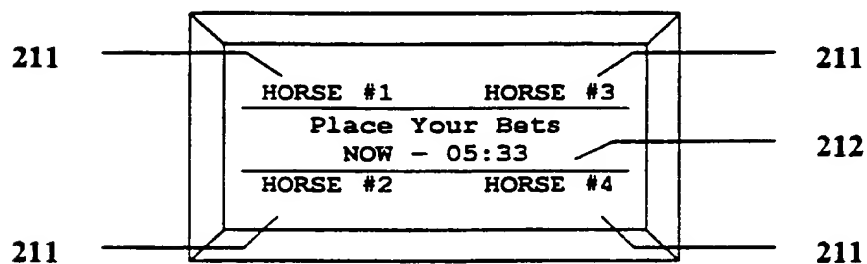 211 211
HORSE #1 HORSE #3
Place Your Bets
NOW – 05:33
212
HORSE #2 HORSE #4
211 211